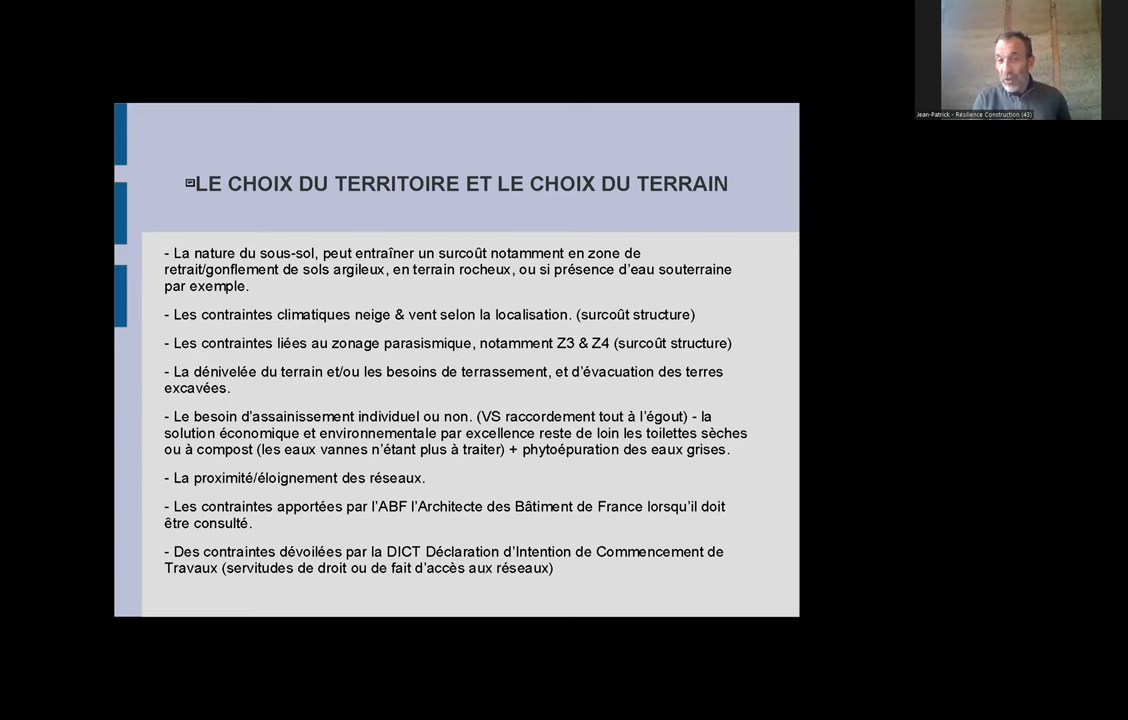 Jean-Patrick - Résilience Construction (43)
LE CHOIX DU TERRITOIRE ET LE CHOIX DU TERRAIN
- La nature du sous-sol, peut entraîner un surcoût notamment en zone de
retrait/gonflement de sols argileux, en terrain rocheux, ou si présence d'eau souterraine
par exemple.
- Les contraintes climatiques neige & vent selon la localisation. (surcoût structure)
- Les contraintes liées au zonage parasismique, notamment Z3 & Z4 (surcoût structure)
- La dénivelée du terrain et/ou les besoins de terrassement, et d'évacuation des terres
excavées.
- Le besoin d'assainissement individuel ou non. (VS raccordement tout à l'égout) - la
solution économique et environnementale par excellence reste de loin les toilettes sèches
ou à compost (les eaux vannes n'étant plus à traiter) + phytoépuration des eaux grises.
- La proximité/éloignement des réseaux.
- Les contraintes apportées par l'ABF l'Architecte des Bâtiment de France lorsqu'il doit
être consulté.
- Des contraintes dévoilées par la DICT Déclaration d'Intention de Commencement de
Travaux (servitudes de droit ou de fait d'accès aux réseaux)